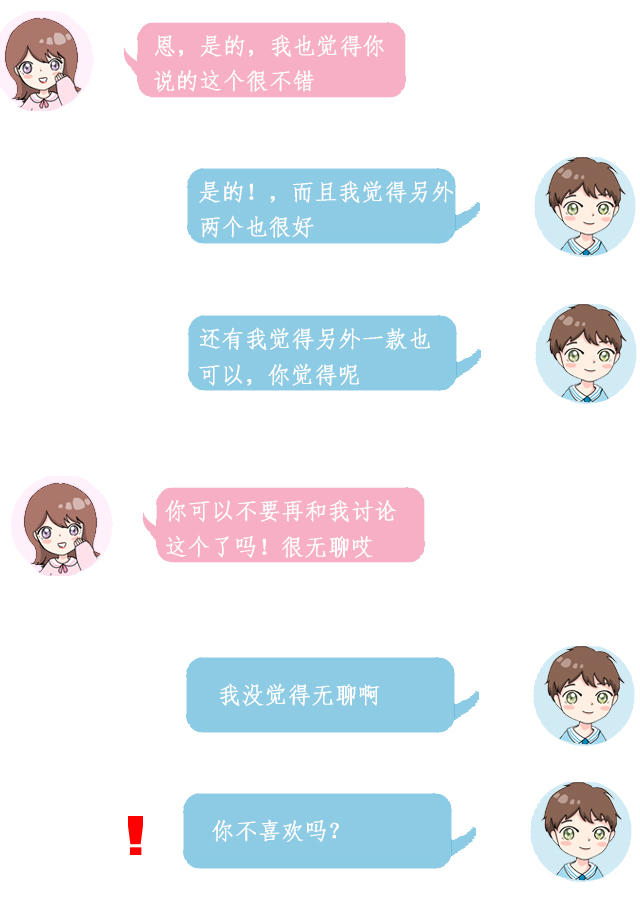 恩，是的，我也觉得你
说的这个很不错
是的！，而且我觉得另外
两个也很好
还有我觉得另外一款也
可以，你觉得呢
你可以不要再和我讨论
这个了吗！很无聊哎
我没觉得无聊啊
你不喜欢吗？